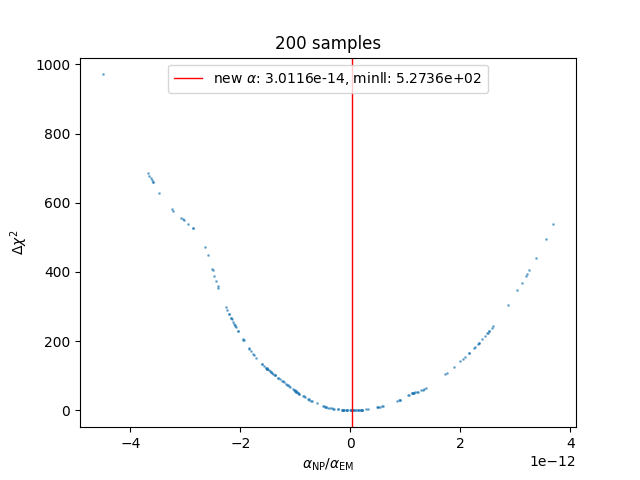 200 samples
new α: 3.0116e-14, minll: 5.2736e+02
1000
800
600
400
200
0
Δχ²
−4
−2
0
2
4
1e−12
α_NP/α_EM